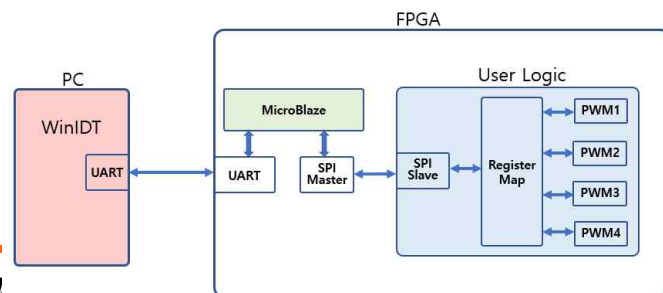 FPGA
PC
User Logic
WinIDT
MicroBlaze
PWM1
PWM2
UART
UART
SPI
Master
SPI
Slave
Register
Map
PWM3
PWM4